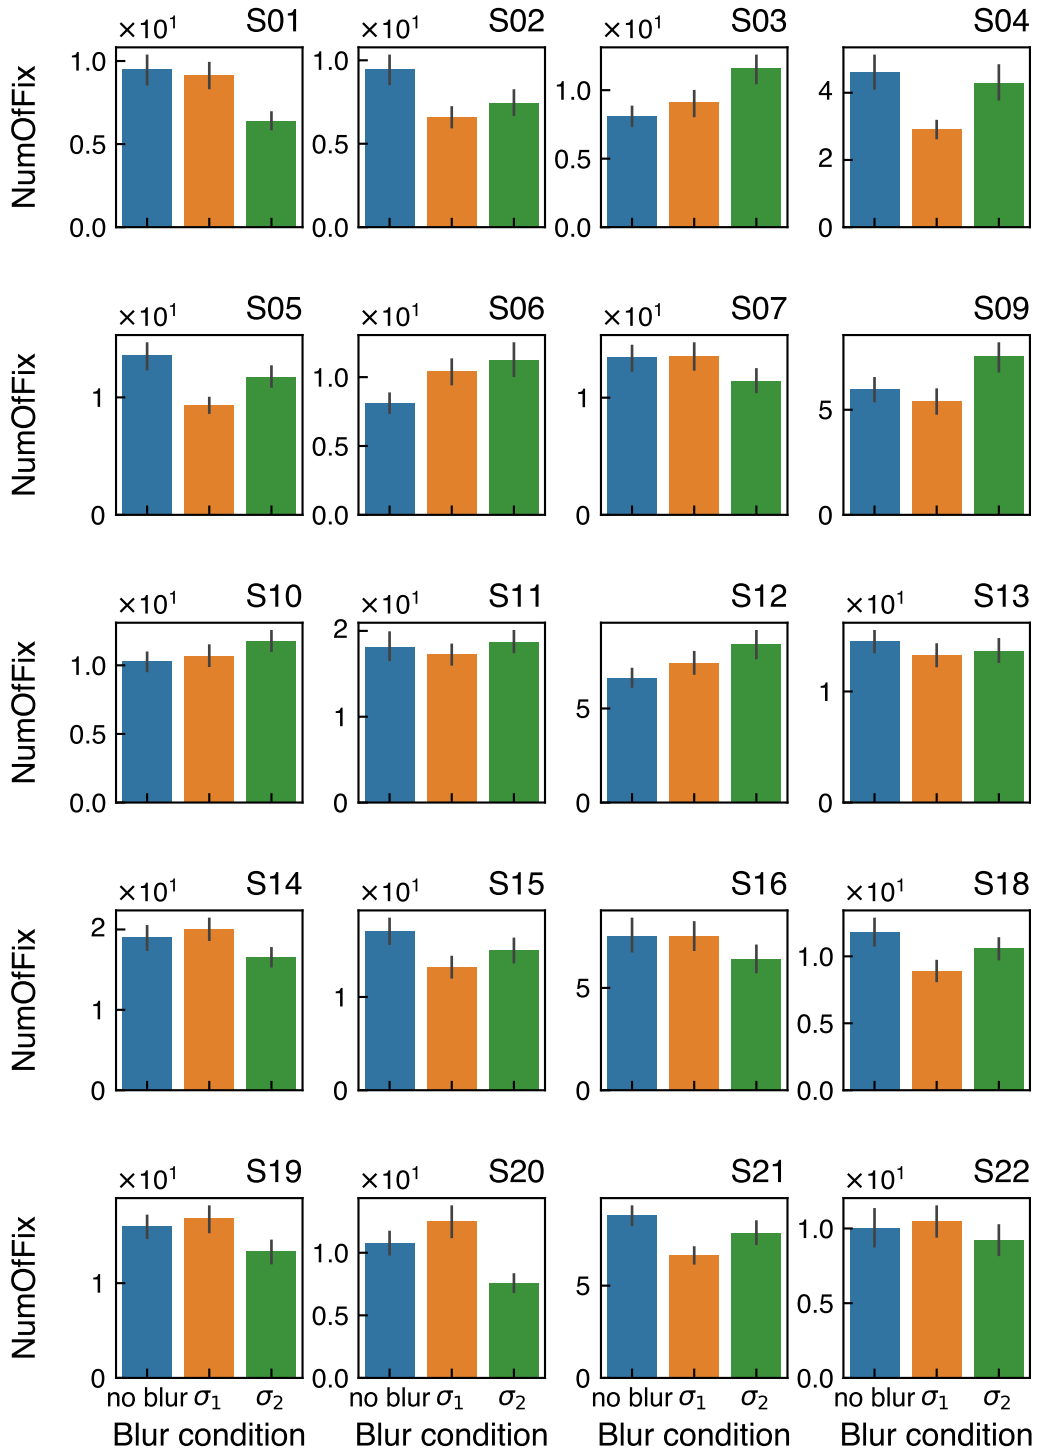 ×10¹ S01 ×10¹ S02 ×10¹ S03 S04
NumOfFix
1.0 0.5 0.0
1.0 0.5 0.0
1.0 0.5 0.0
4 2 0
×10¹ S05 ×10¹ S06 ×10¹ S07 S09
NumOfFix
1 0
1.0 0.5 0.0
1 0
5 0
×10¹ S10 ×10¹ S11 S12 ×10¹ S13
NumOfFix
1.0 0.5 0.0
2 1 0
5 0
1 0
×10¹ S14 ×10¹ S15 S16 ×10¹ S18
NumOfFix
2 1 0
1 0
5 0
1.0 0.5 0.0
×10¹ S19 ×10¹ S20 S21 ×10¹ S22
NumOfFix
1 0
1.0 0.5 0.0
5 0
1.0 0.5 0.0
no blur σ₁ σ₂ no blur σ₁ σ₂ no blur σ₁ σ₂ no blur σ₁ σ₂
Blur condition Blur condition Blur condition Blur condition